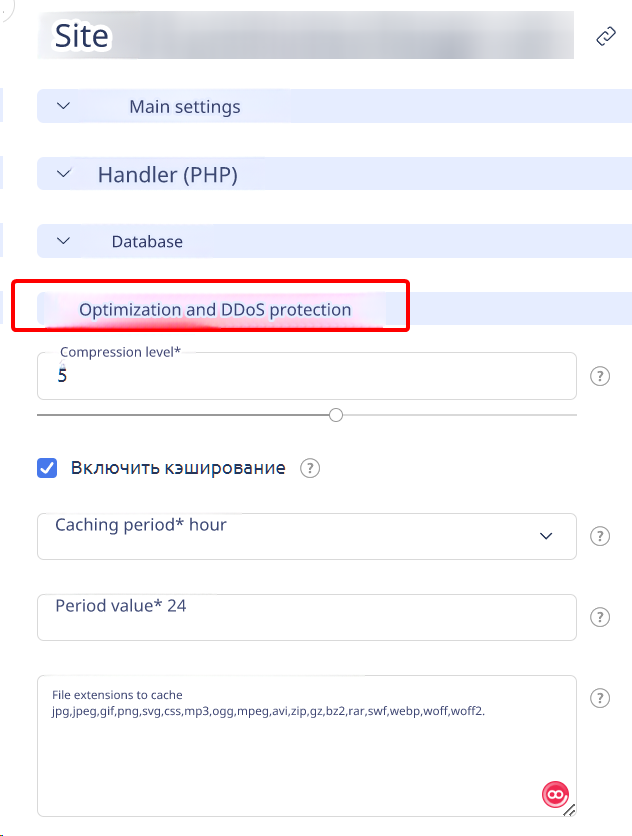 Site
Main settings
Handler (PHP)
Database
Optimization and DDoS protection
Compression level*
5
Включить кэширование
Caching period* hour
Period value* 24
File extensions to cache
jpg,jpeg,gif,png,svg,css,mp3,ogg,mpeg,avi,zip,gz,bz2,rar,swf,webp,woff,woff2.